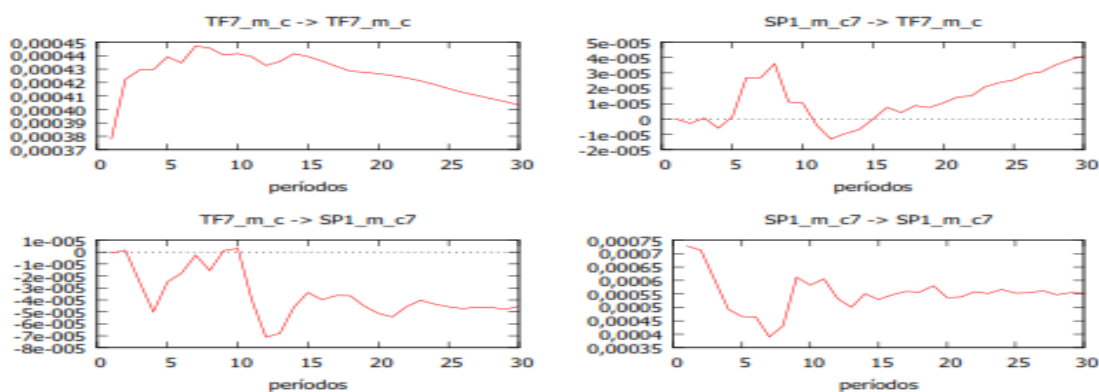 TF7_m_c -> TF7_m_c
0,00045
0,00044
0,00043
0,00042
0,00041
0,00040
0,00039
0,00038
0,00037
0 5 10 15 20 25 30
períodos
SP1_m_c7 -> TF7_m_c
5e-005
4e-005
3e-005
2e-005
1e-005
0
-1e-005
-2e-005
0 5 10 15 20 25 30
períodos
TF7_m_c -> SP1_m_c7
1e-005
0
-1e-005
-2e-005
-3e-005
-4e-005
-5e-005
-6e-005
-7e-005
-8e-005
0 5 10 15 20 25 30
períodos
SP1_m_c7 -> SP1_m_c7
0,00075
0,0007
0,00065
0,0006
0,00055
0,0005
0,00045
0,0004
0,00035
0 5 10 15 20 25 30
períodos